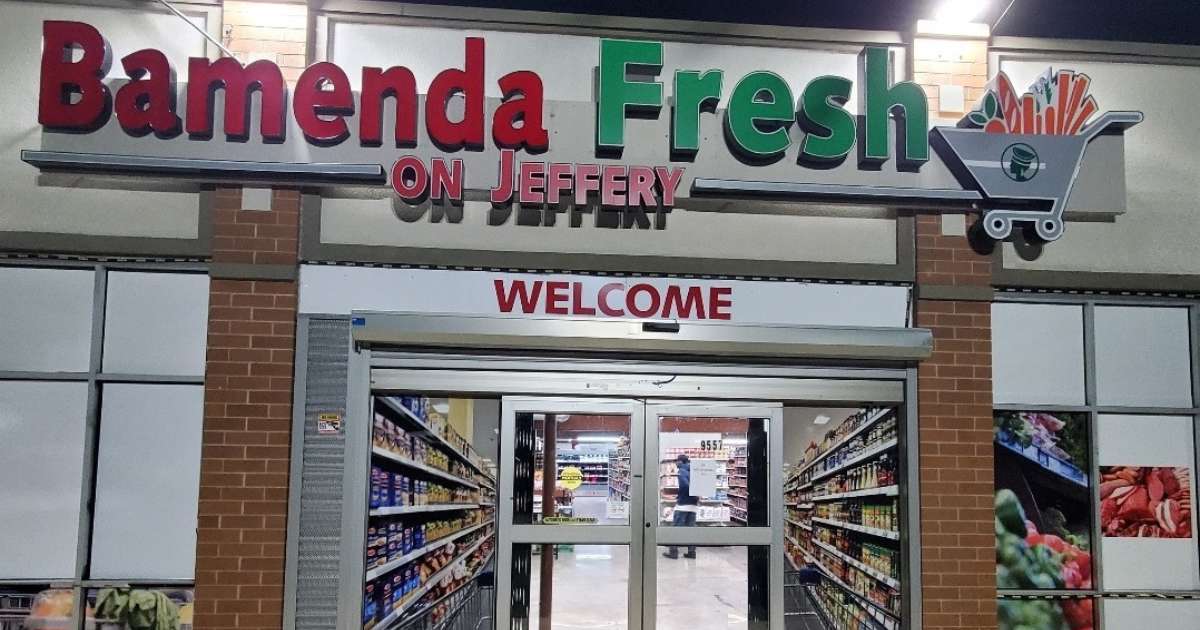 Bamenda Fresh
ON JEFFERY
WELCOME
9557